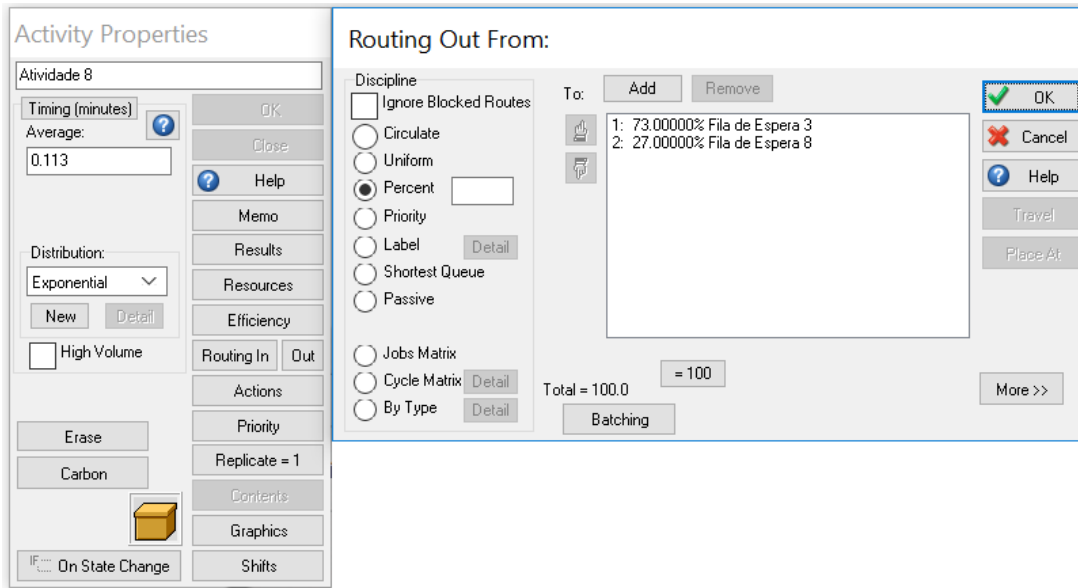 Activity Properties
Atividade 8
Timing (minutes)
Average:
0.113
Distribution:
Exponential
New
Detail
High Volume
Erase
Carbon
IF
On State Change
OK
Close
Help
Memo
Results
Resources
Efficiency
Routing In
Out
Actions
Priority
Replicate = 1
Contents
Graphics
Shifts
Routing Out From:
Discipline
Ignore Blocked Routes
Circulate
Uniform
Percent
Priority
Label
Detail
Shortest Queue
Passive
Jobs Matrix
Cycle Matrix
Detail
By Type
Detail
To:
Add
Remove
1: 73.00000% Fila de Espera 3
2: 27.00000% Fila de Espera 8
= 100
Total = 100.0
Batching
OK
Cancel
Help
Travel
Place At
More >>